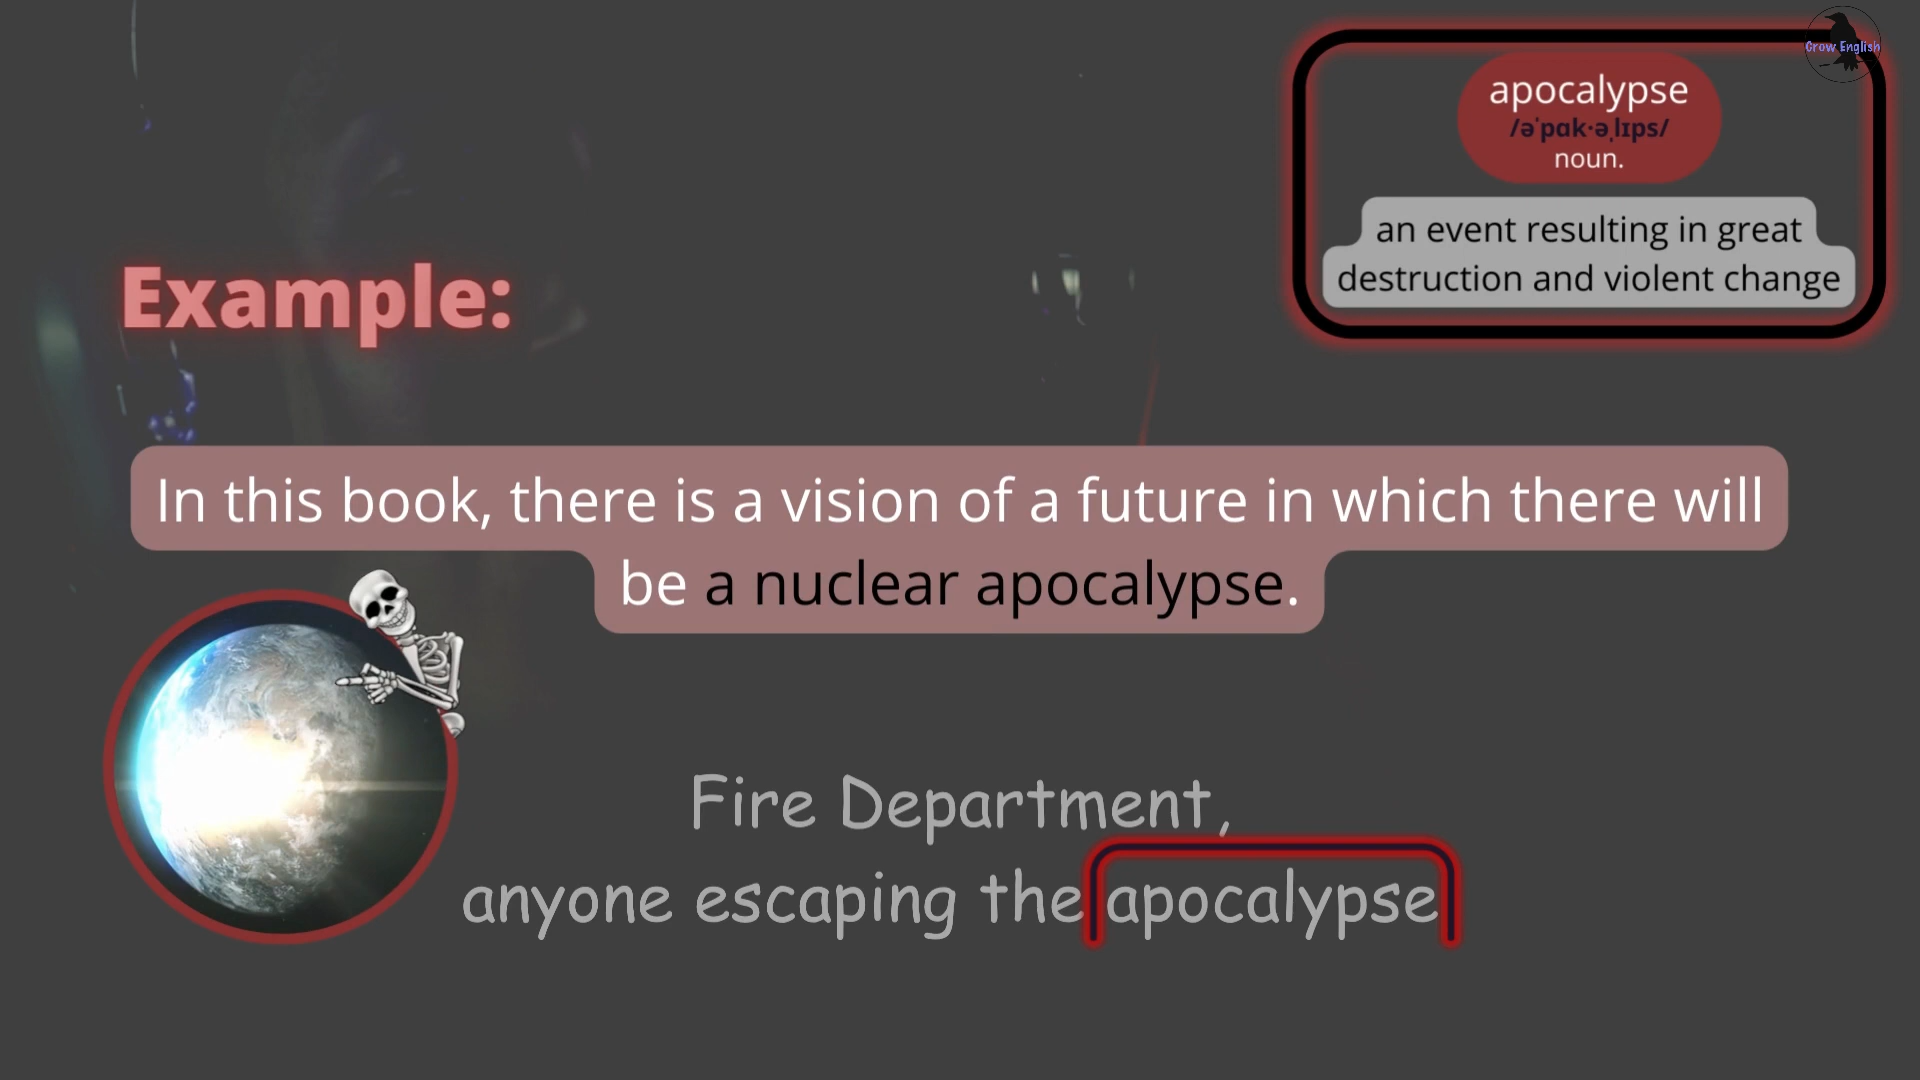 Crow English
apocalypse
/əˈpɑk·əˌlɪps/
noun.
an event resulting in great
destruction and violent change
Example:
In this book, there is a vision of a future in which there will
be a nuclear apocalypse.
Fire Department,
anyone escaping the apocalypse